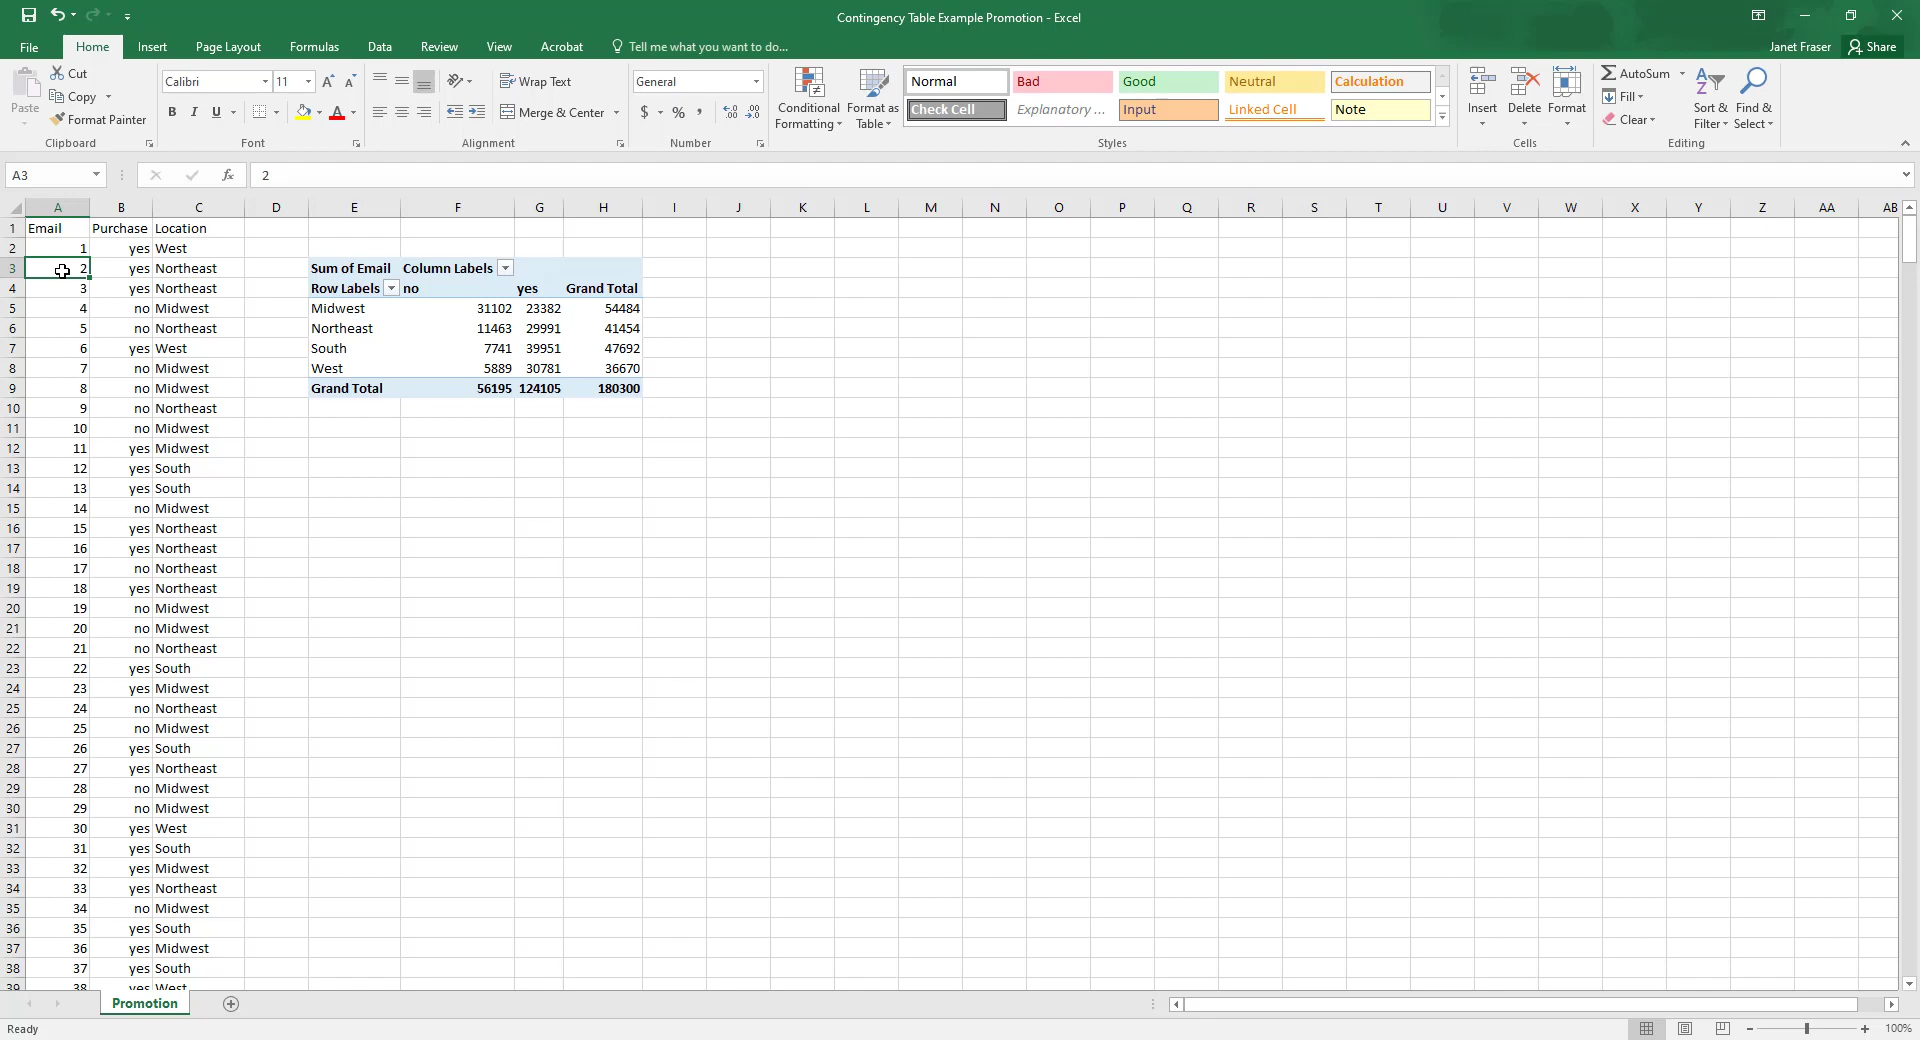 Contingency Table Example Promotion - Excel
File Home Insert Page Layout Formulas Data Review View Acrobat Tell me what you want to do... Janet Fraser Share
Paste Cut Copy Format Painter Clipboard
Calibri 11 A A B I U A Font
Wrap Text Merge & Center Alignment
General $ % , Number
Conditional Formatting Format as Table
Normal Bad Good Neutral Calculation
Check Cell Explanatory ... Input Linked Cell Note
Styles
Insert Delete Format Cells
AutoSum Fill Clear Sort & Filter Find & Select Editing
A3 fx 2
A B C D E F G H I J K L M N O P Q R S T U V W X Y Z AA AB
1 Email Purchase Location
2 1 yes West
3 2 yes Northeast Sum of Email Column Labels
4 3 yes Northeast Row Labels no yes Grand Total
5 4 no Midwest Midwest 31102 23382 54484
6 5 no Northeast Northeast 11463 29991 41454
7 6 yes West South 7741 39951 47692
8 7 no Midwest West 5889 30781 36670
9 8 no Midwest Grand Total 56195 124105 180300
10 9 no Northeast
11 10 no Midwest
12 11 yes Midwest
13 12 yes South
14 13 yes South
15 14 no Midwest
16 15 yes Northeast
17 16 yes Northeast
18 17 no Northeast
19 18 yes Northeast
20 19 no Midwest
21 20 no Midwest
22 21 no Northeast
23 22 yes South
24 23 yes Midwest
25 24 no Northeast
26 25 no Midwest
27 26 yes South
28 27 yes Northeast
29 28 no Midwest
30 29 no Midwest
31 30 yes West
32 31 yes South
33 32 yes Midwest
34 33 yes Northeast
35 34 no Midwest
36 35 yes South
37 36 yes Midwest
38 37 yes South
39 38 yes West
Promotion
Ready 100%